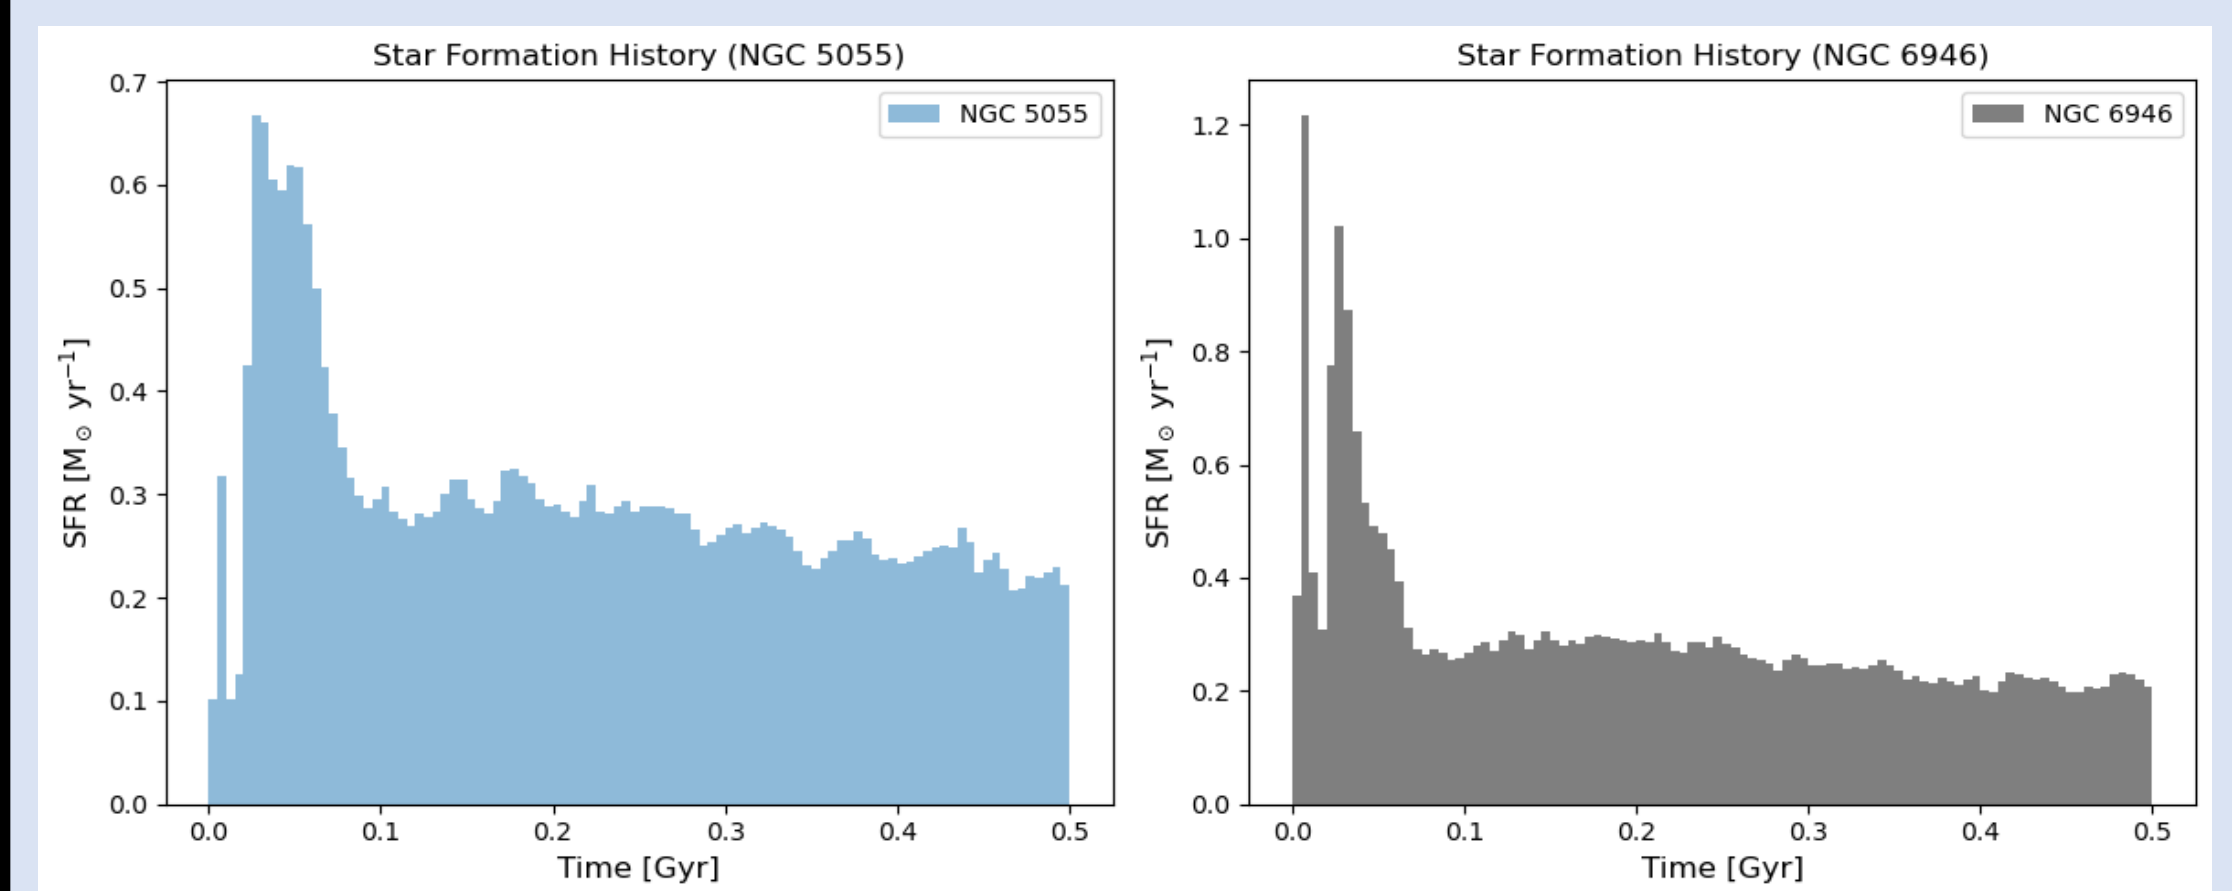 Star Formation History (NGC 5055)
NGC 5055
0.7
0.6
0.5
0.4
0.3
0.2
0.1
0.0
SFR [M⊙ yr⁻¹]
0.0 0.1 0.2 0.3 0.4 0.5
Time [Gyr]
Star Formation History (NGC 6946)
NGC 6946
1.2
1.0
0.8
0.6
0.4
0.2
0.0
SFR [M⊙ yr⁻¹]
0.0 0.1 0.2 0.3 0.4 0.5
Time [Gyr]